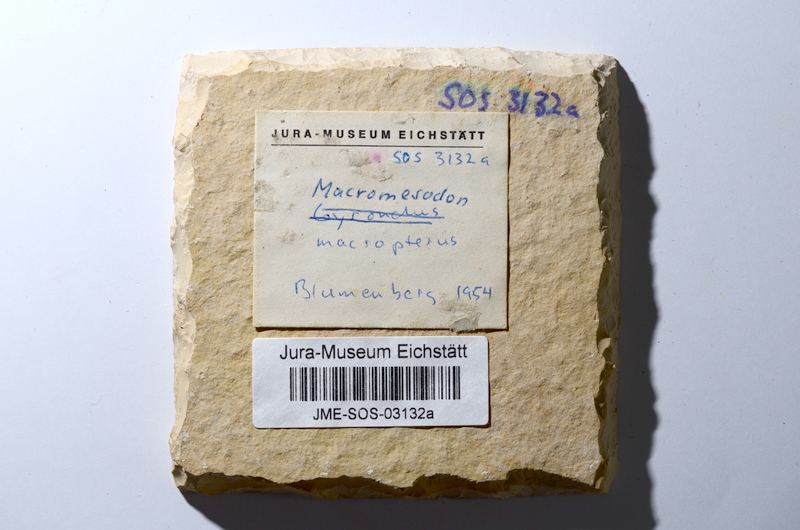 SOS 3132a
JURA-MUSEUM EICHSTÄTT
SOS 3132a
Macromesodon
macropterus
Blumenberg 1954
Jura-Museum Eichstätt
JME-SOS-03132a